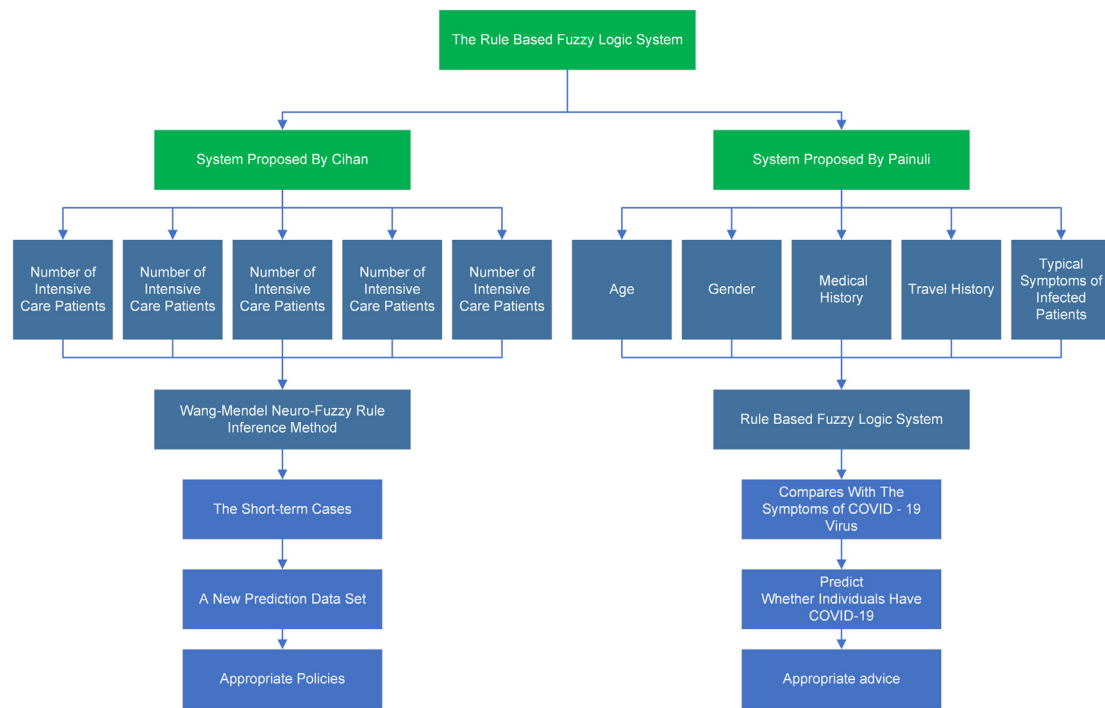 The Rule Based Fuzzy Logic System
System Proposed By Cihan
System Proposed By Painuli
Number of
Intensive
Care Patients
Number of
Intensive
Care Patients
Number of
Intensive
Care Patients
Number of
Intensive
Care Patients
Number of
Intensive
Care Patients
Age
Gender
Medical
History
Travel History
Typical
Symptoms of
Infected
Patients
Wang-Mendel Neuro-Fuzzy Rule
Inference Method
Rule Based Fuzzy Logic System
The Short-term Cases
Compares With The
Symptoms of COVID - 19
Virus
A New Prediction Data Set
Predict
Whether Individuals Have
COVID-19
Appropriate Policies
Appropriate advice